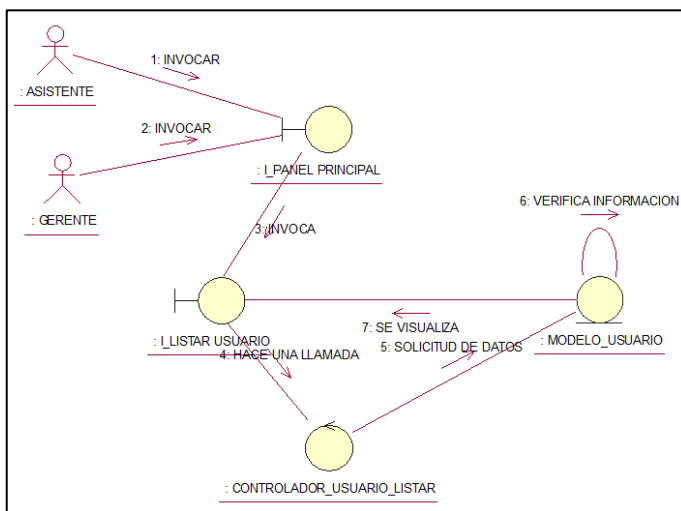 1: INVOCAR
: ASISTENTE
2: INVOCAR
: I_PANEL PRINCIPAL
: GERENTE
6: VERIFICA INFORMACION
3: INVOCA
7: SE VISUALIZA
: I_LISTAR USUARIO
: MODELO_USUARIO
4: HACE UNA LLAMADA
5: SOLICITUD DE DATOS
: CONTROLADOR_USUARIO_LISTAR